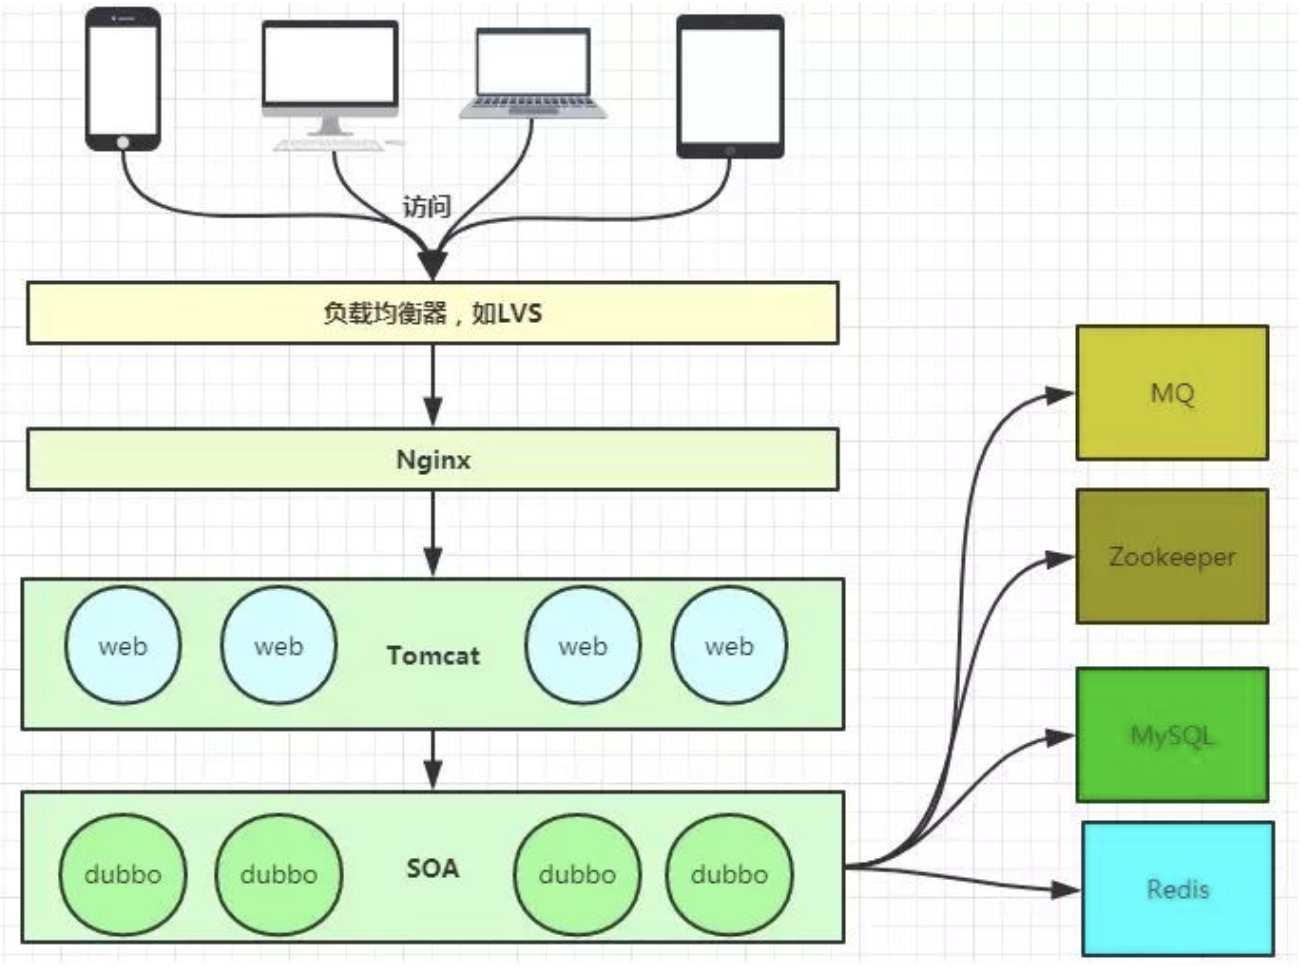 访问
负载均衡器，如LVS
Nginx
web
web
Tomcat
web
web
dubbo
dubbo
SOA
dubbo
dubbo
MQ
Zookeeper
MySQL
Redis